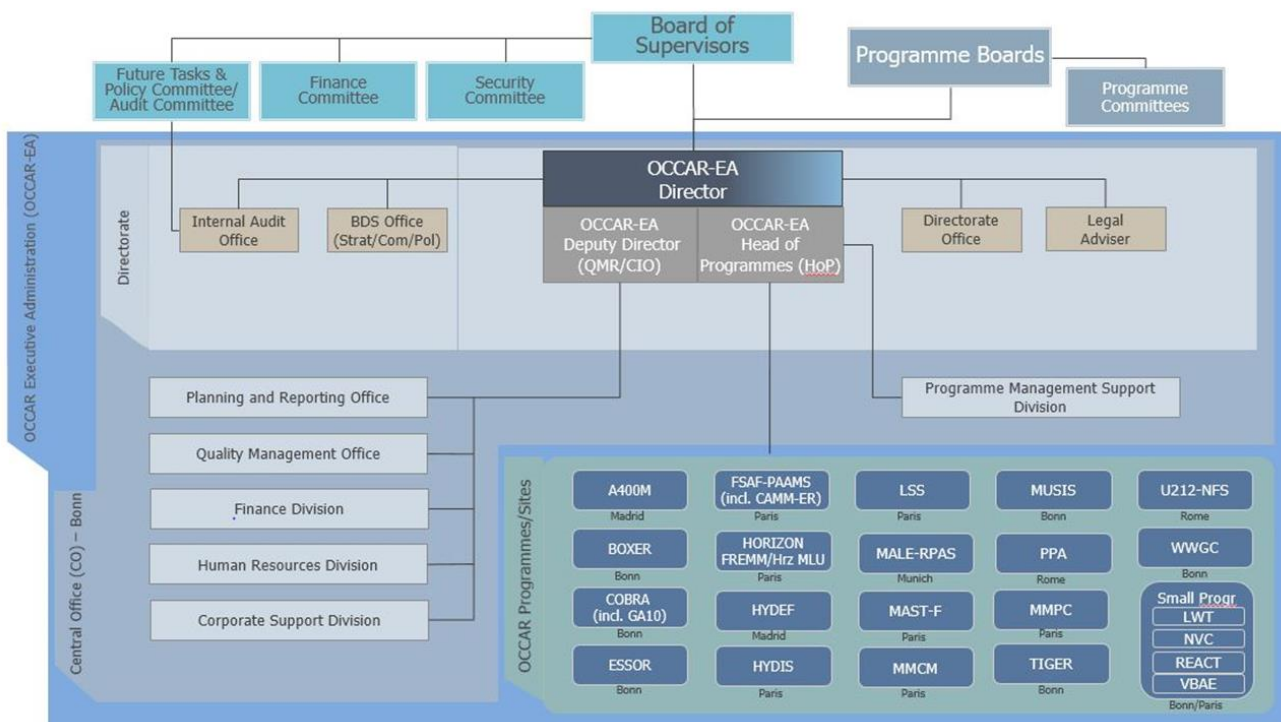 Board of
Supervisors
Programme Boards
Future Tasks &
Policy Committee/
Audit Committee
Finance
Committee
Security
Committee
Programme
Committees
OCCAR Executive Administration (OCCAR-EA)
Directorate
OCCAR-EA
Director
Internal Audit
Office
BDS Office
(Strat/Com/Pol)
OCCAR-EA
Deputy Director
(QMR/CIO)
OCCAR-EA
Head of
Programmes (HoP)
Directorate
Office
Legal
Adviser
Planning and Reporting Office
Quality Management Office
Finance Division
Human Resources Division
Corporate Support Division
Programme Management Support
Division
Central Office (CO) – Bonn
OCCAR Programmes/Sites
A400M
Madrid
FSAF-PAAMS
(incl. CAMM-ER)
Paris
LSS
Paris
MUSIS
Bonn
U212-NFS
Rome
BOXER
Bonn
HORIZON
FREMM/Hrz MLU
Paris
MALE-RPAS
Munich
PPA
Rome
WWGC
Bonn
COBRA
(incl. GA10)
Bonn
HYDEF
Madrid
MAST-F
Paris
MMPC
Paris
ESSOR
Bonn
HYDIS
Paris
MMCM
Paris
TIGER
Bonn
Small Progr
LWT
NVC
REACT
VBAE
Bonn/Paris